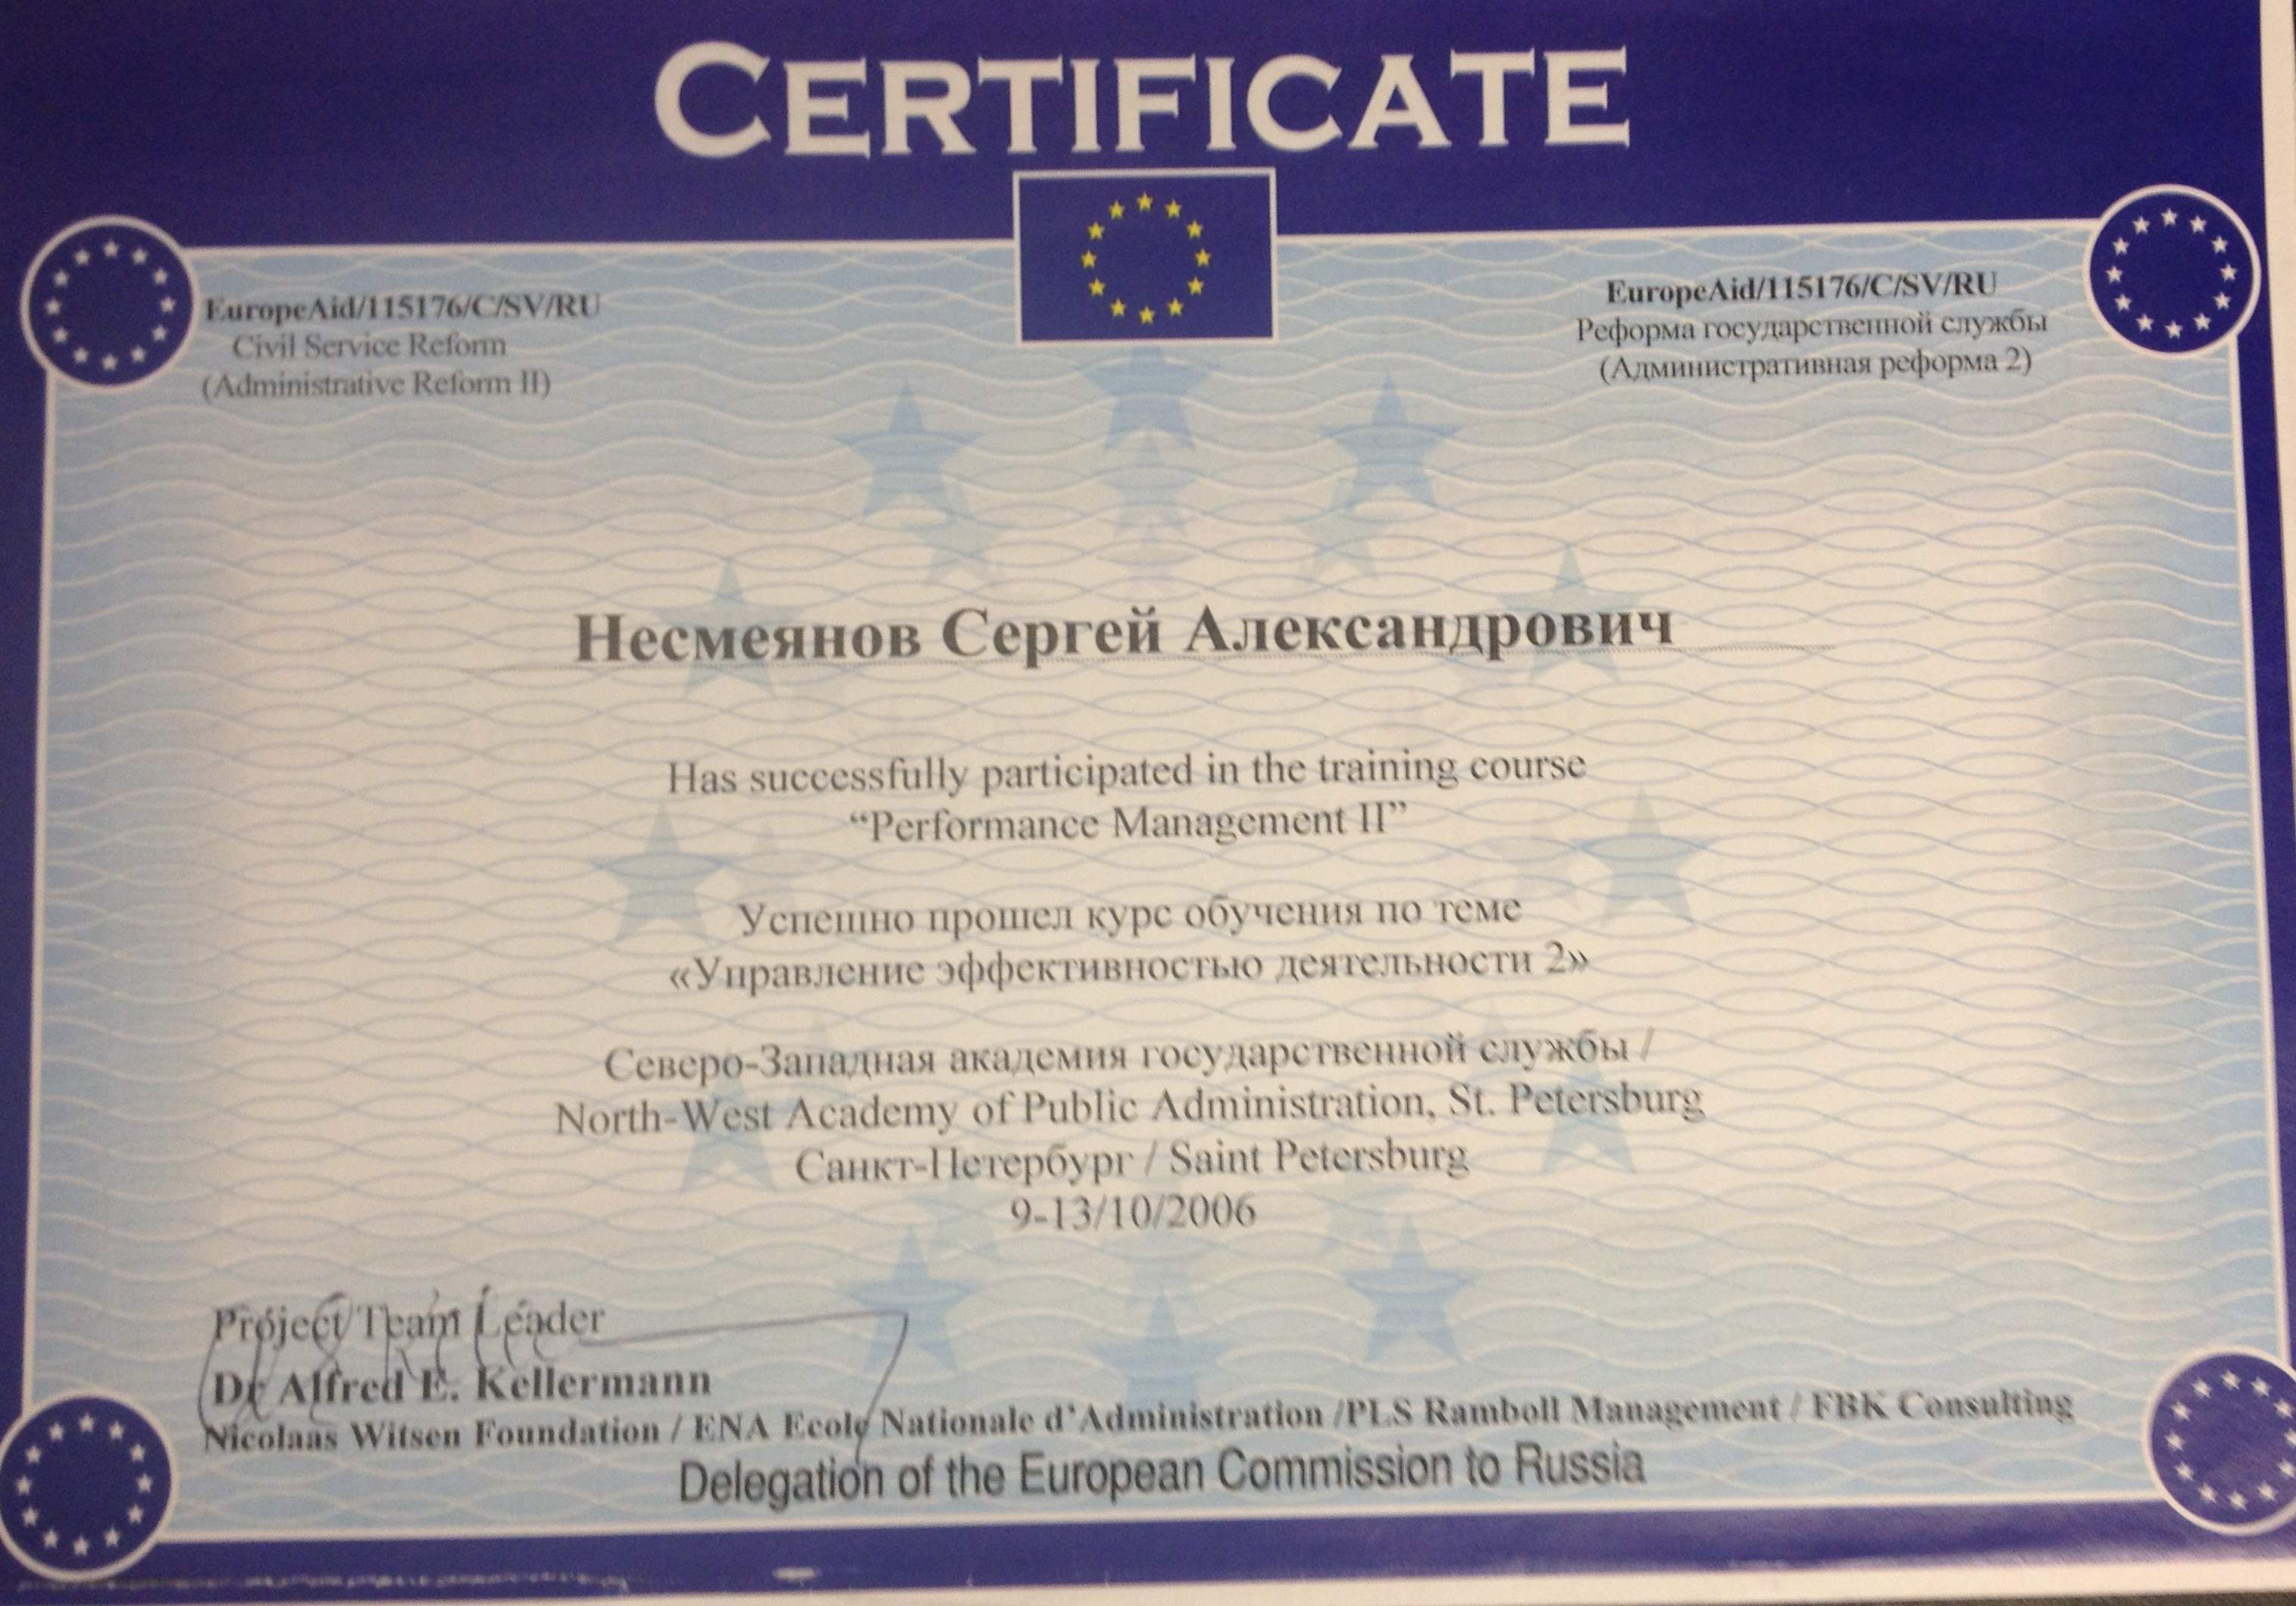 CERTIFICATE
EuropeAid/115176/C/SV/RU
Civil Service Reform
(Administrative Reform II)
EuropeAid/115176/C/SV/RU
Реформа государственной службы
(Административная реформа 2)
Несмеянов Сергей Александрович
Has successfully participated in the training course
“Performance Management II”
Успешно прошел курс обучения по теме
«Управление эффективностью деятельности 2»
Северо-Западная академия государственной службы /
North-West Academy of Public Administration, St. Petersburg
Санкт-Петербург / Saint Petersburg
9-13/10/2006
Project Team Leader
Dr Alfred E. Kellermann
Nicolaas Witsen Foundation / ENA Ecole Nationale d’Administration /PLS Ramboll Management / FBK Consulting
Delegation of the European Commission to Russia